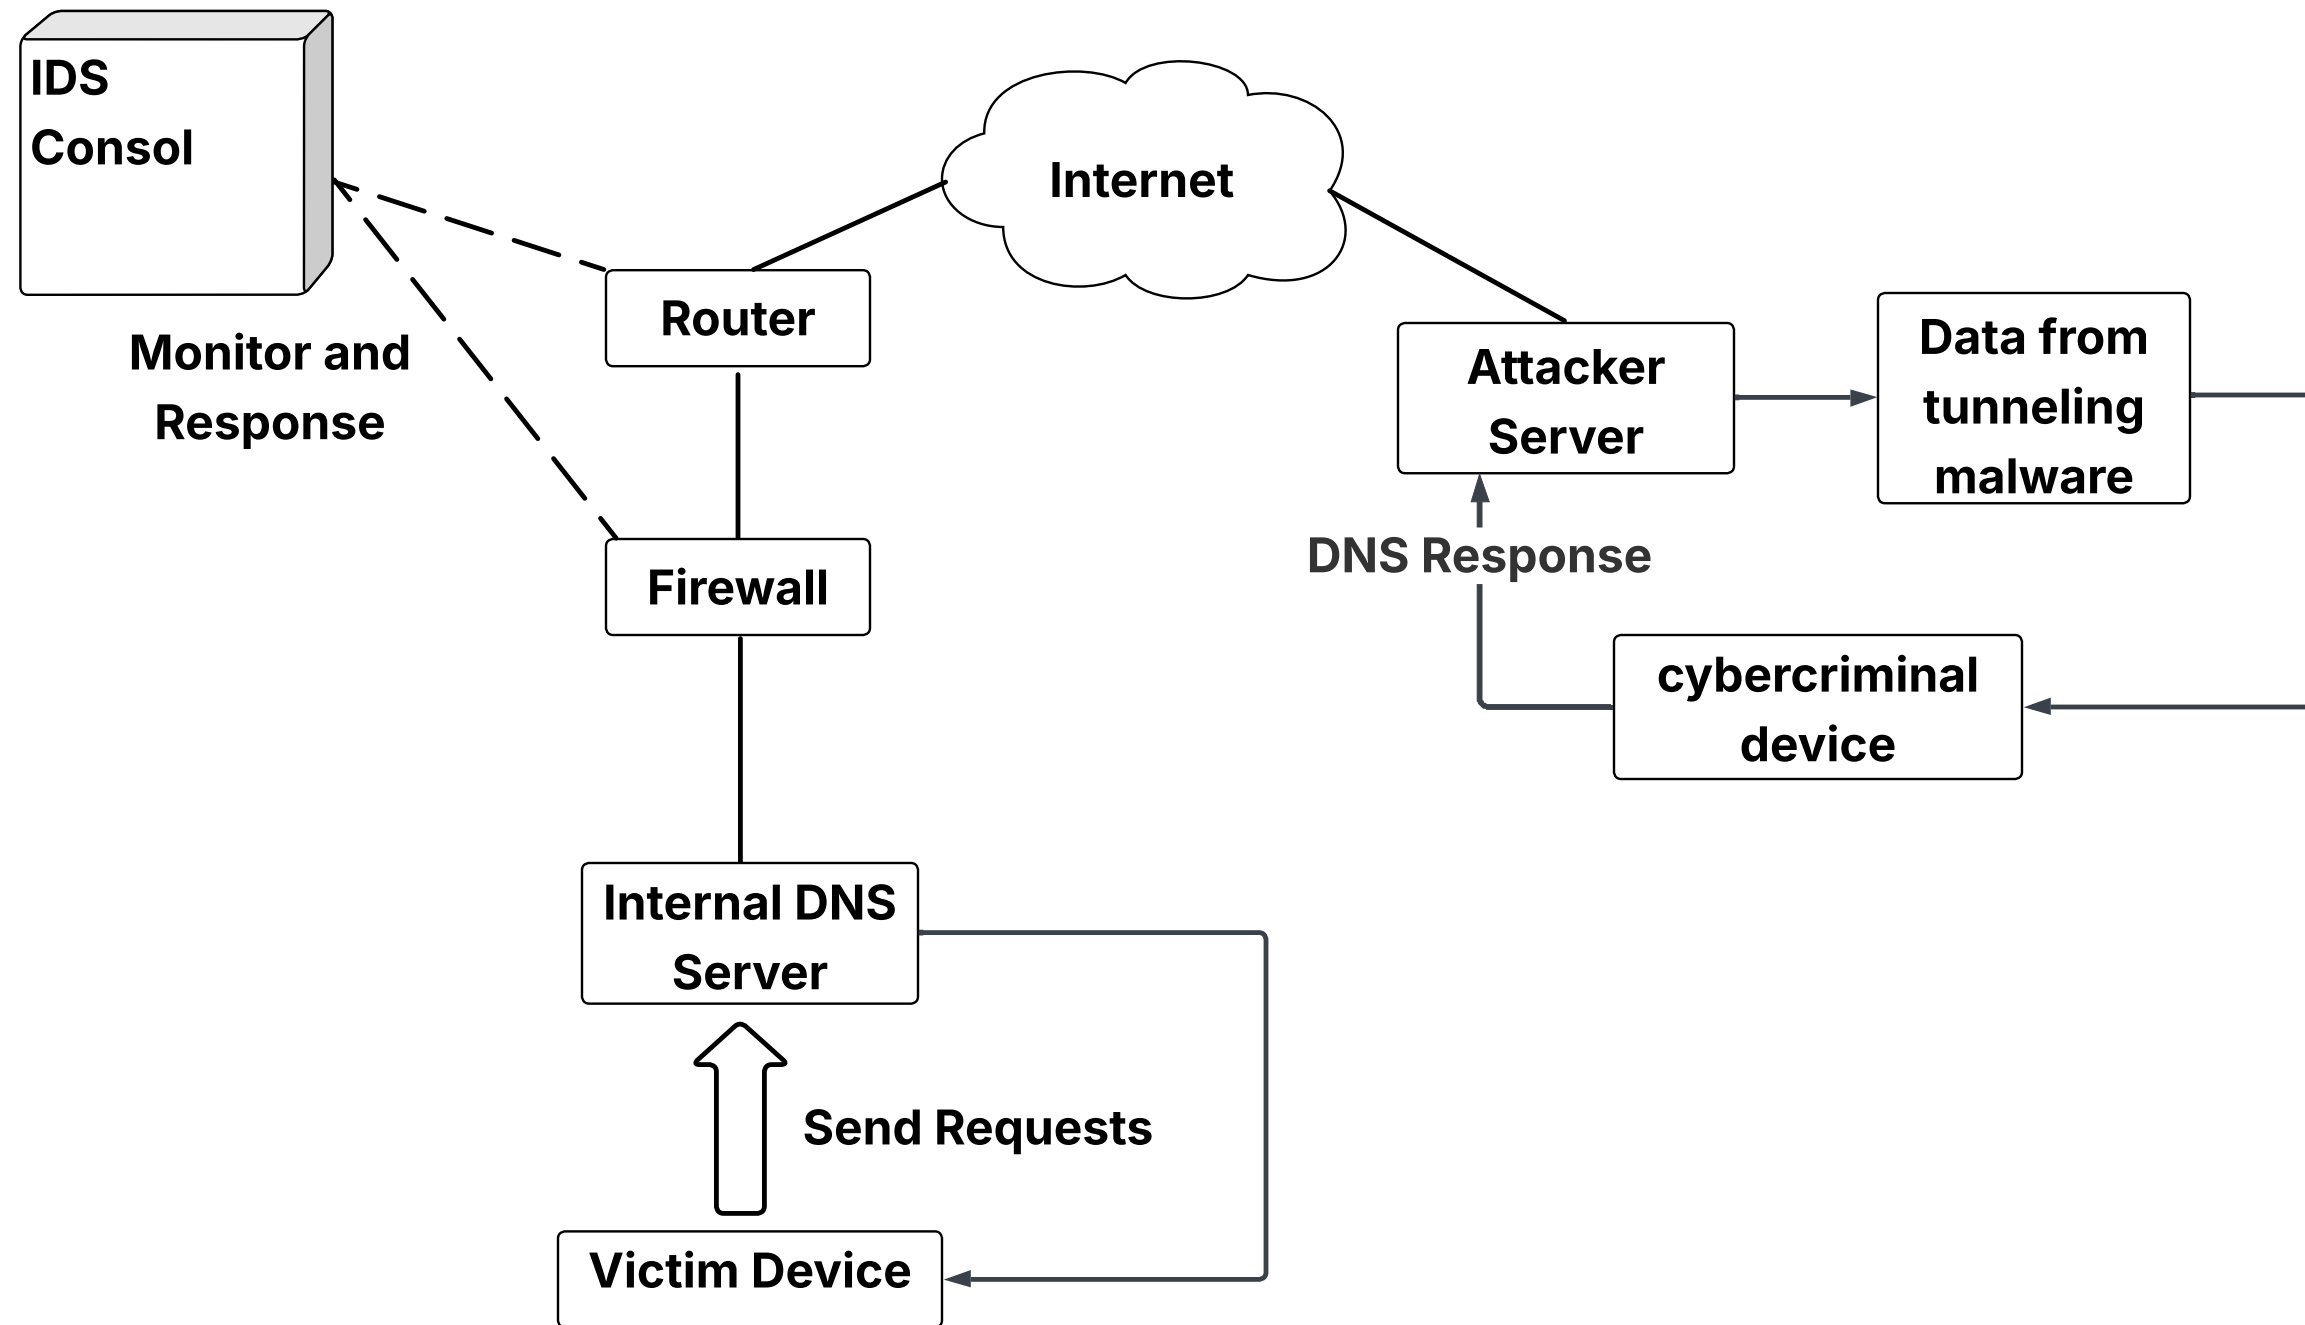 IDS
Consol
Internet
Router
Monitor and
Response
Attacker
Server
Data from
tunneling
malware
DNS Response
Firewall
cybercriminal
device
Internal DNS
Server
Send Requests
Victim Device